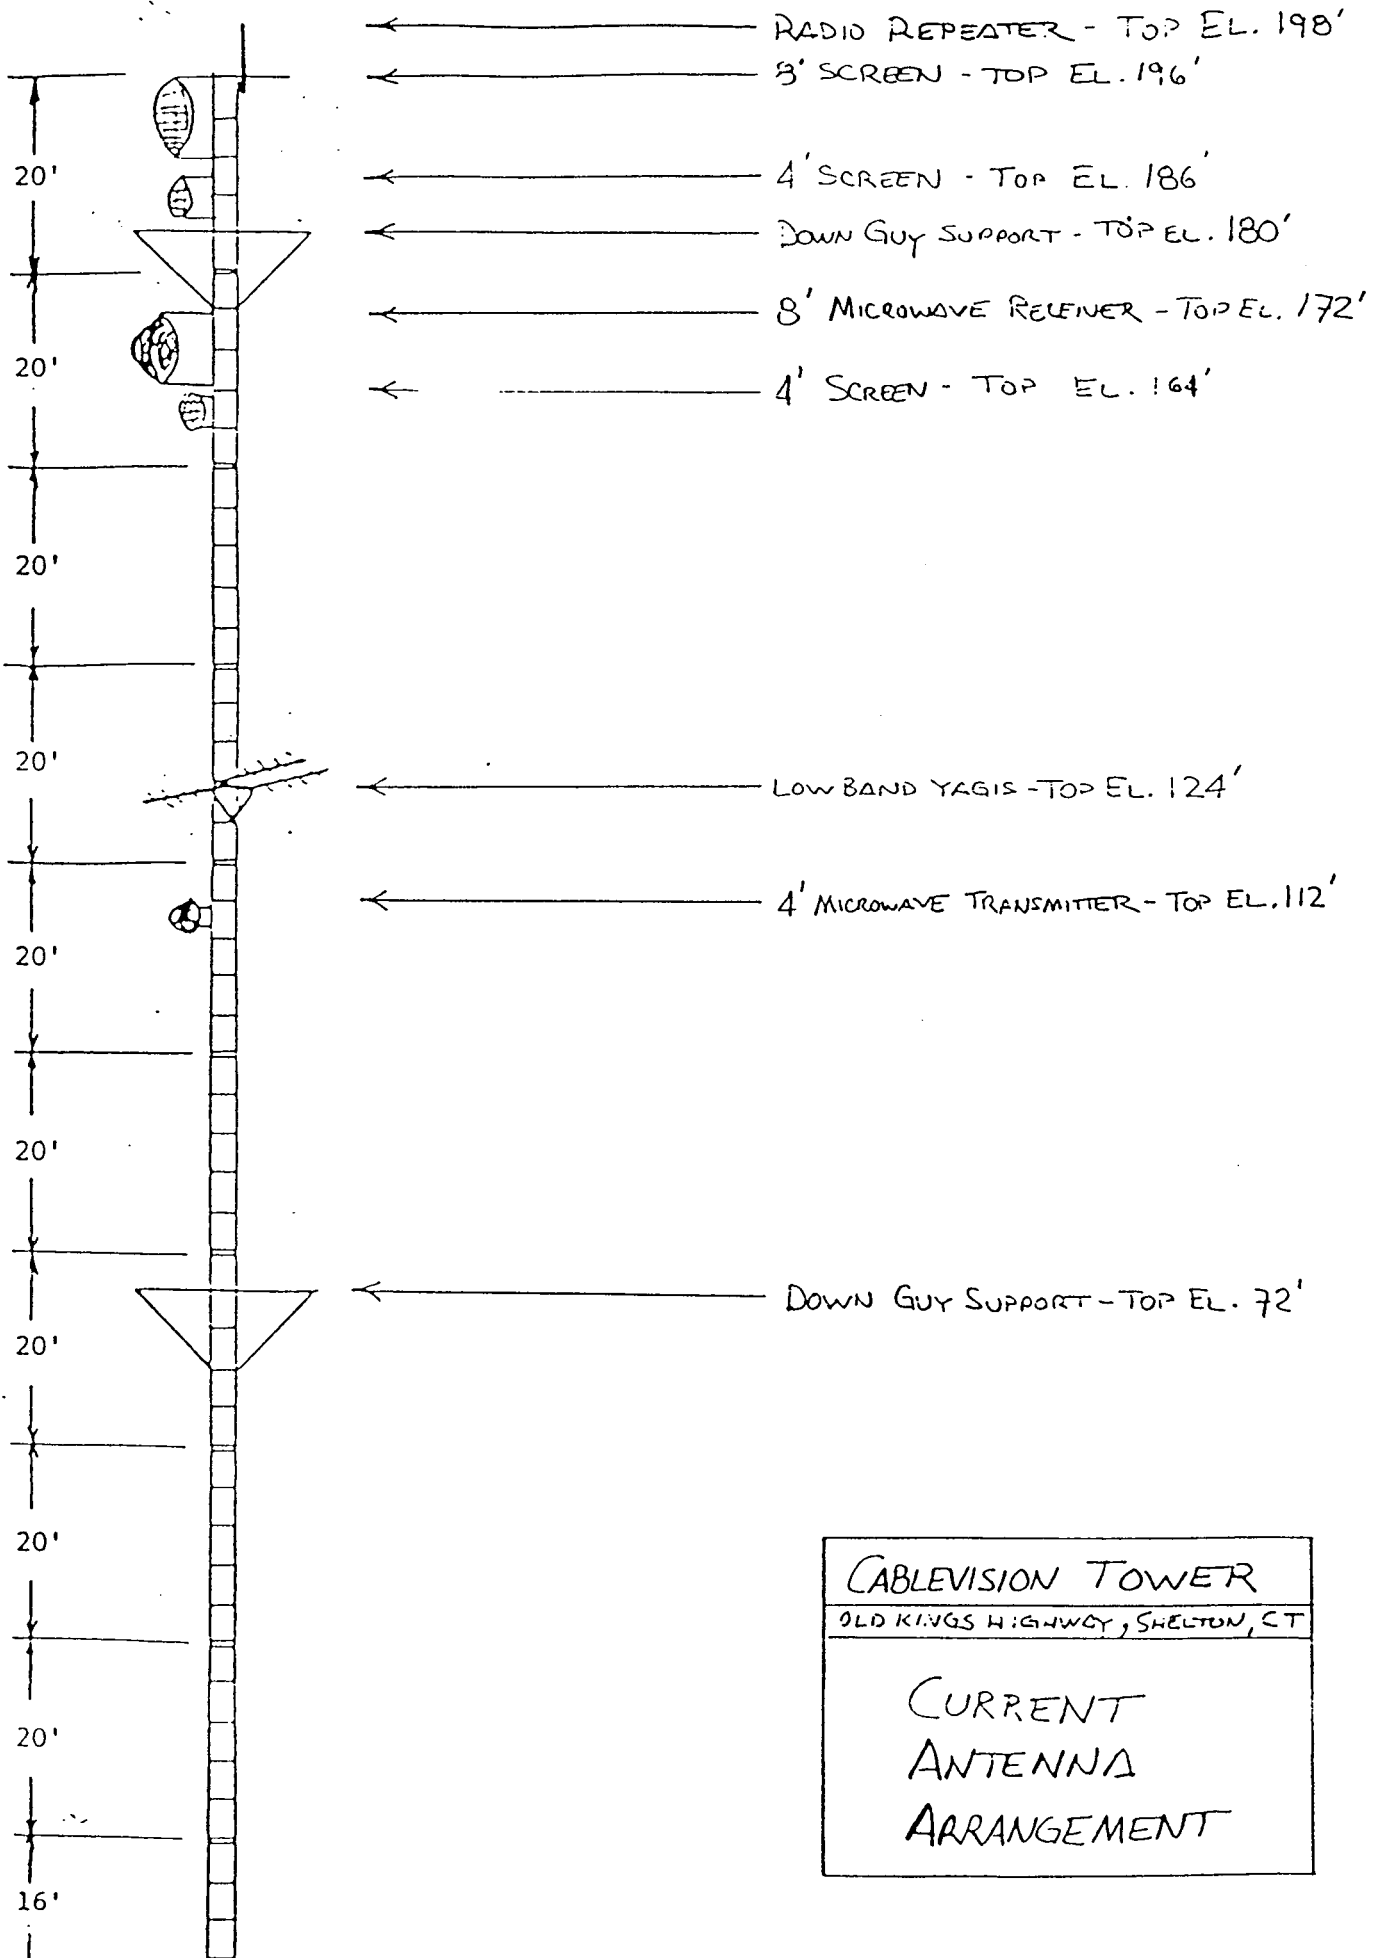 RADIO REPEATER - TOP EL. 198'
SCREEN - TOP EL. 196'
20'
4' SCREEN - TOP EL. 186'
DOWN GUY SUPPORT - TOP EL. 180'
8' MICROWAVE RECEIVER - TOP EL. 172'
20'
4' SCREEN - TOP EL. 164'
20'
20'
LOW BAND YAGIS - TOP EL. 124'
4' MICROWAVE TRANSMITTER - TOP EL. 112'
20'
20'
DOWN GUY SUPPORT - TOP EL. 72'
20'
20'
CABLEVISION TOWER
OLD KINGS HIGHWAY, SHELTON, CT
CURRENT
ANTENNA
ARRANGEMENT
20'
16'